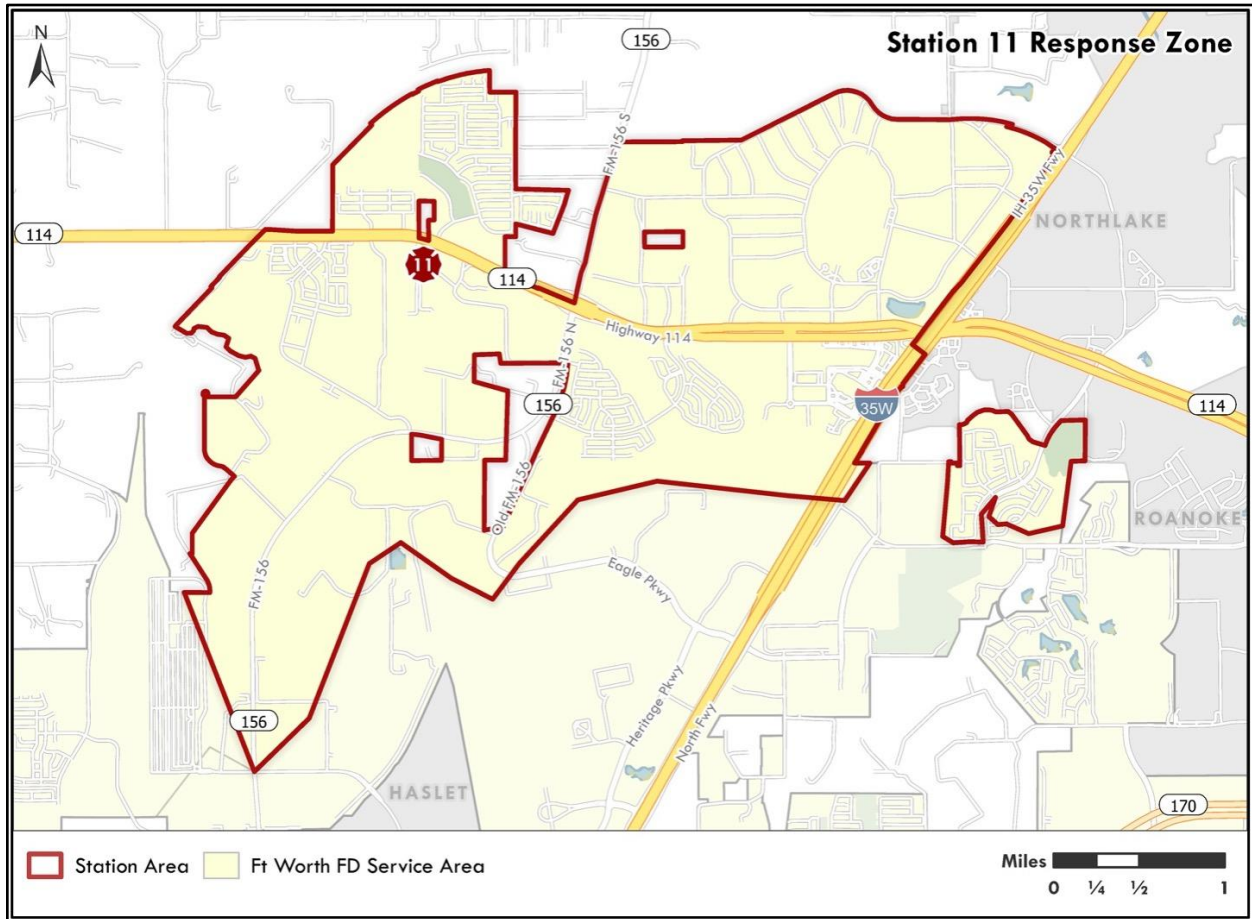 N
156
Station 11 Response Zone
FM-156 S
IH-35W Fwy
NORTHLAKE
114
11
114
Highway 114
FM-156 N
156
35W
114
Old FM-156
ROANOKE
FM-156
Eagle Pkwy
156
Heritage Pkwy
North Fwy
HASLET
170
Station Area
Ft Worth FD Service Area
Miles
0 ¼ ½ 1